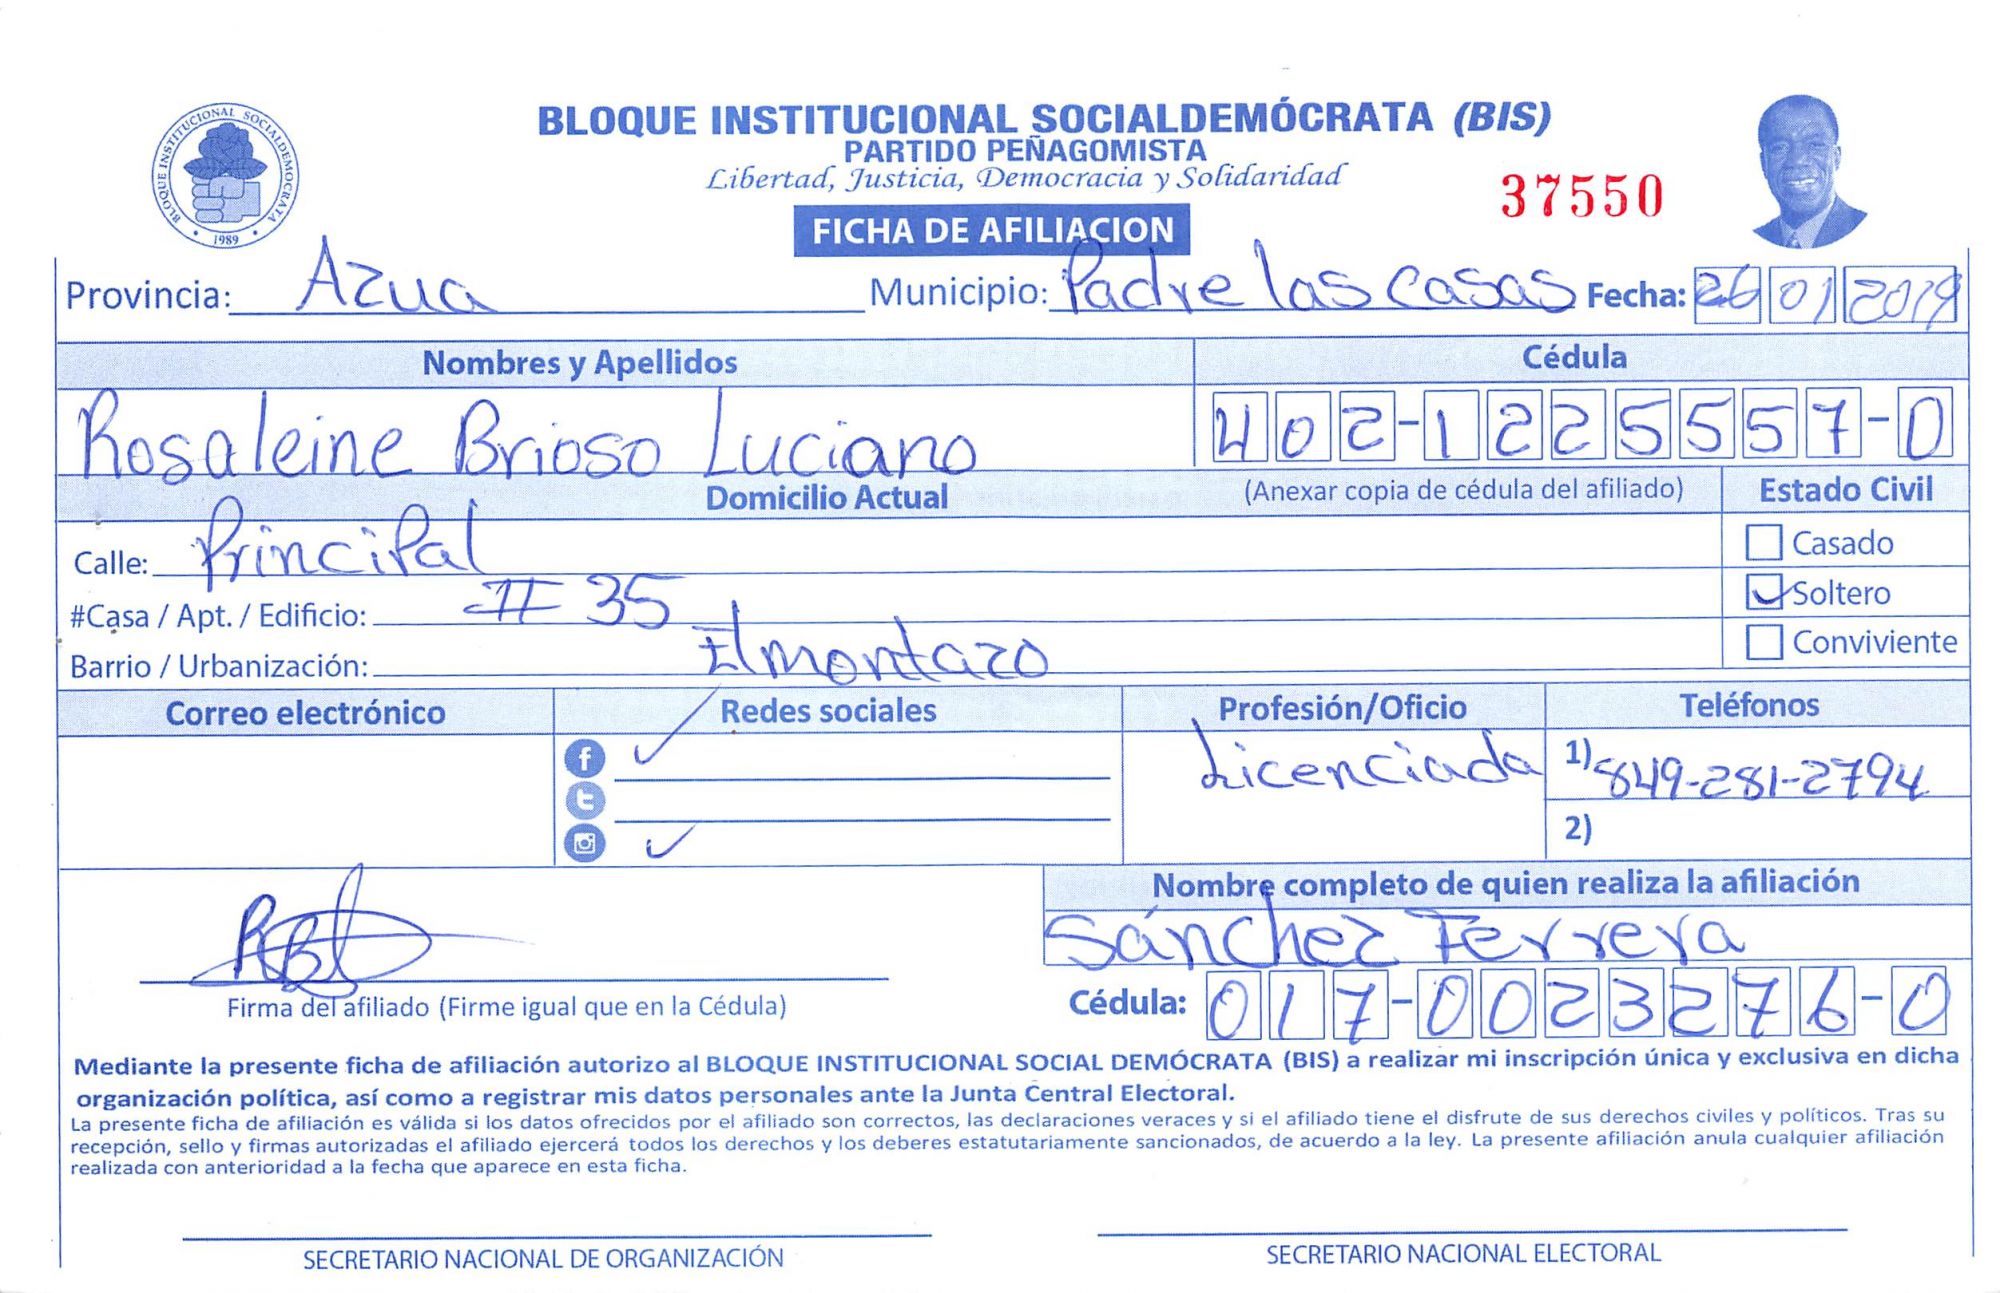 BLOQUE INSTITUCIONAL SOCIALDEMÓCRATA
1989
BLOQUE INSTITUCIONAL SOCIALDEMÓCRATA (BIS)
PARTIDO PEÑAGOMISTA
Libertad, Justicia, Democracia y Solidaridad
37550
FICHA DE AFILIACION
Provincia: Azua Municipio: Padre las casas Fecha: 26 01 2019
Nombres y Apellidos Cédula
Rosaleine Brioso Luciano 402-1225557-0
Domicilio Actual (Anexar copia de cédula del afiliado) Estado Civil
Calle: Principal Casado
#Casa / Apt. / Edificio: # 35 Soltero
Barrio / Urbanización: El montazo Conviviente
Correo electrónico Redes sociales Profesión/Oficio Teléfonos
Licenciada 1) 849-281-2794
2)
Nombre completo de quien realiza la afiliación
Sánchez Ferrera
Firma del afiliado (Firme igual que en la Cédula) Cédula: 017-0023276-0
Mediante la presente ficha de afiliación autorizo al BLOQUE INSTITUCIONAL SOCIAL DEMÓCRATA (BIS) a realizar mi inscripción única y exclusiva en dicha
organización política, así como a registrar mis datos personales ante la Junta Central Electoral.
La presente ficha de afiliación es válida si los datos ofrecidos por el afiliado son correctos, las declaraciones veraces y si el afiliado tiene el disfrute de sus derechos civiles y políticos. Tras su
recepción, sello y firmas autorizadas el afiliado ejercerá todos los derechos y los deberes estatutariamente sancionados, de acuerdo a la ley. La presente afiliación anula cualquier afiliación
realizada con anterioridad a la fecha que aparece en esta ficha.
SECRETARIO NACIONAL DE ORGANIZACIÓN SECRETARIO NACIONAL ELECTORAL